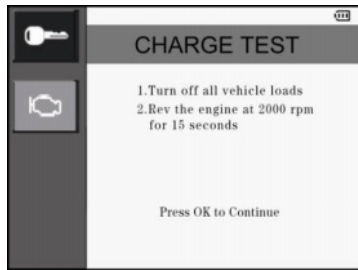 CHARGE TEST
1.Turn off all vehicle loads
2.Rev the engine at 2000 rpm
for 15 seconds
Press OK to Continue